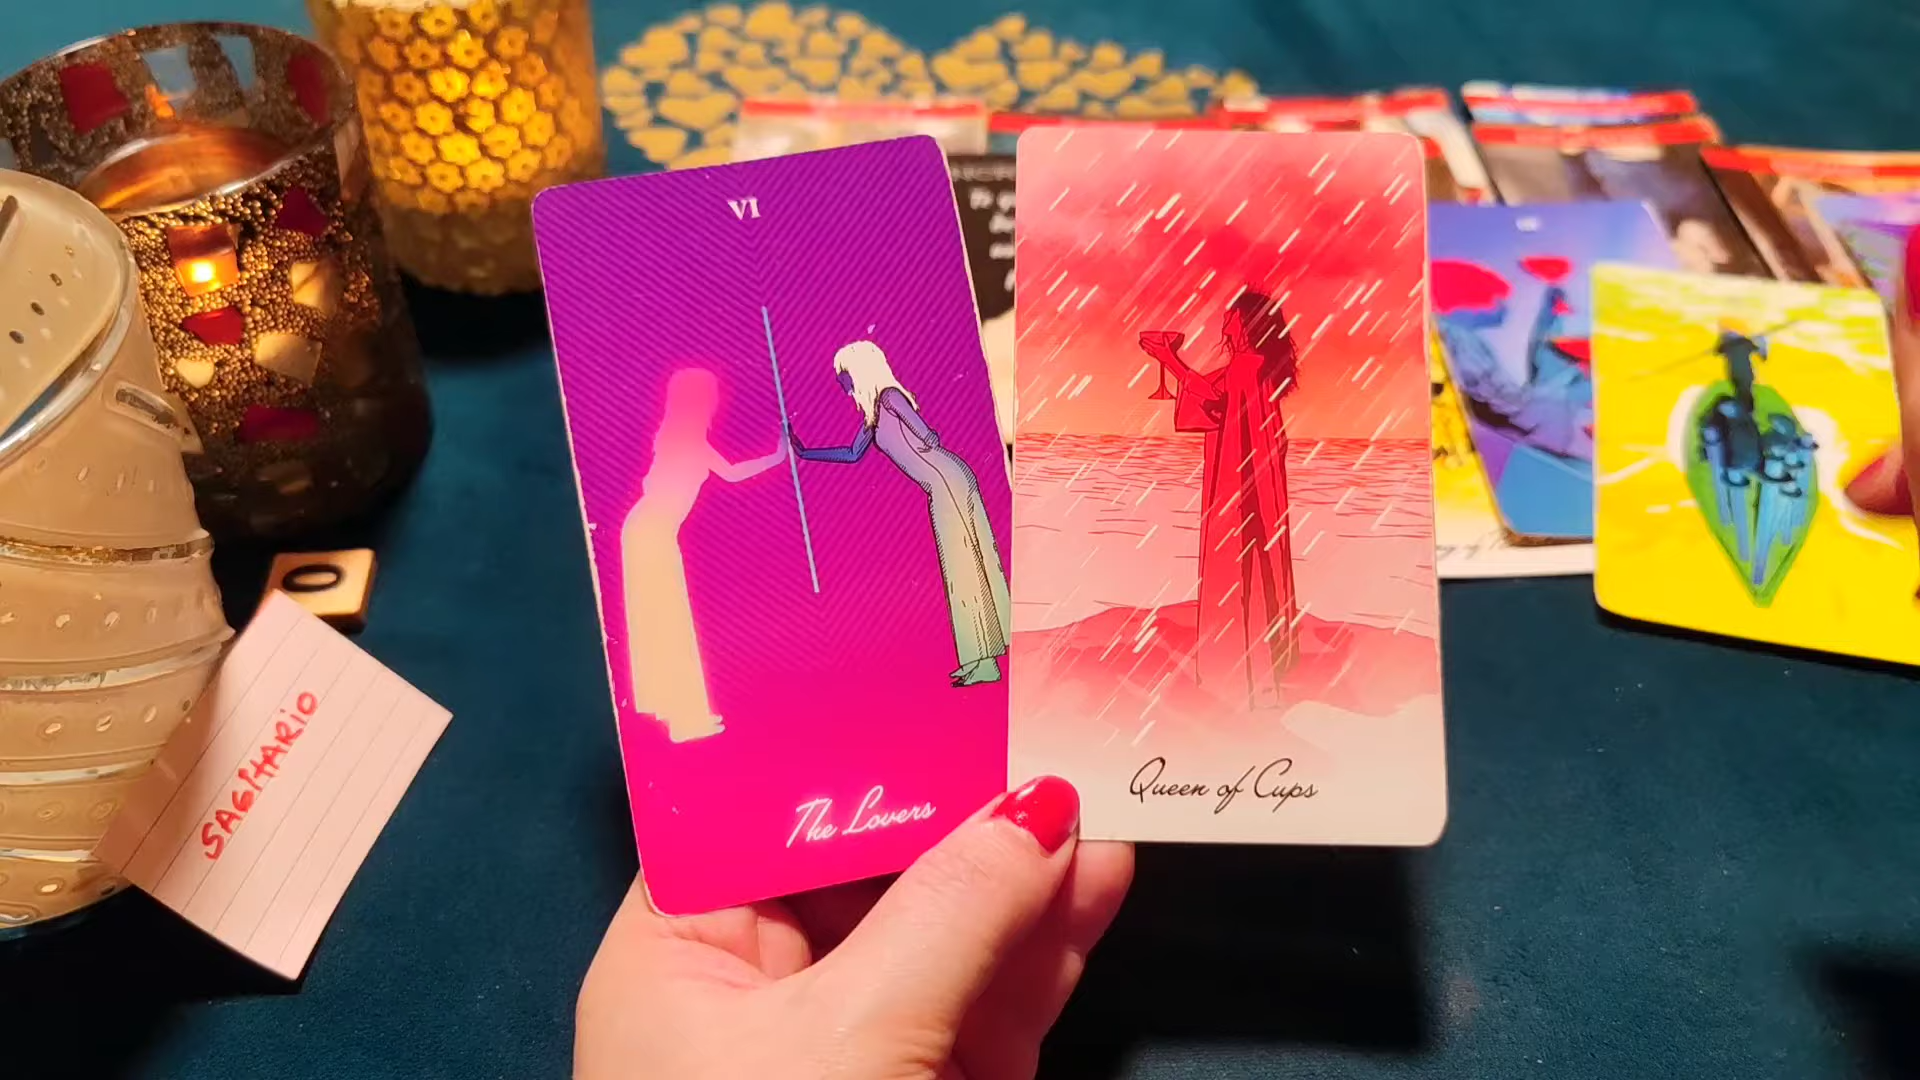 VI
The Lovers
Queen of Cups
SAGITARIO
O